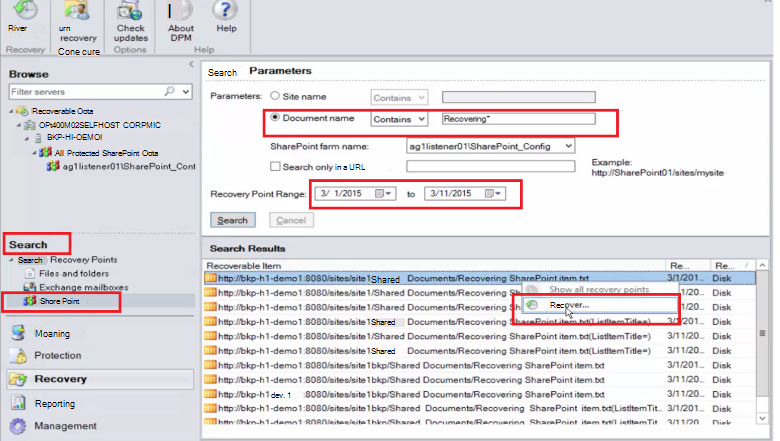 River
urn
recovery
Cone cure
Check
updates
About
DPM
Help
Recovery
Options
Help
Browse
Filter servers
Recoverable Oota
OPt400M02SELFHOST CORPMIC
BKP-HI-OEMOI
All Protected SharePoint Oota
ag1listener01\SharePoint_Cont
Search
Search Recovery Points
Files and folders
Exchange mailboxes
Shore Point
Moaning
Protection
Recovery
Reporting
Management
Search Parameters
Parameters: Site name Contains
Document name Contains Recovering*
SharePoint farm name: ag1listener01\SharePoint_Config
Search only in a URL Example:
http://SharePoint01/sites/mysite
Recovery Point Range: 3/ 1/2015 to 3/11/2015
Search Cancel
Search Results
Recoverable Item Re... Re...
http://bkp-h1-demo1:8080/sites/site1Shared Documents/Recovering SharePoint item.txt 3/1/201... Disk
http://bkp-h1-demo1:8080/sites/site1/Shared Documents/Recovering 3/11/20... Disk
Show all recovery points
http://bkp-h1-demo1:8080/sites/site1/Shared Documents/Recovering 3/1/201... Disk
Recover...
http://bkp-h1-demo1:8080/sites/site1Shared Documents/Recovering SharePoint item.txt(ListItemTitle=) 3/1/201... Disk
http://bkp-h1-demo1:8080/sites/site1/Shared Documents/Recovering SharePoint item.txt(ListItemTitle=) 3/11/20... Disk
http://bkp-h1-demo1:8080/sites/site1Shared Documents/Recovering SharePoint item.txt(ListItemTitle=) 3/11/20... Disk
http://bkp-h1-demo1:8080/sites/site1bkp/Shared Documents/Recovering SharePoint item.txt 3/1/201... Disk
http://bkp-h1-demo1:8080/sites/site1bkp/Shared Documents/Recovering SharePoint item.txt 3/11/20... Disk
http://bkp-h1dev. 1 :8080/sites/site1bkp/Shared Documents/Recovering SharePoint item.txt 3/11/20... Disk
http://bkp-h1-demo1:8080/sites/site1bkp/Shared Documents/Recovering SharePoint item.txt(ListItemTit... 3/1/201... Disk
http://bkp-h1-demo1:8080/sites/site1bkp/Shared Documents/Recovering SharePoint item.txt(ListItemTit... 3/11/20... Disk